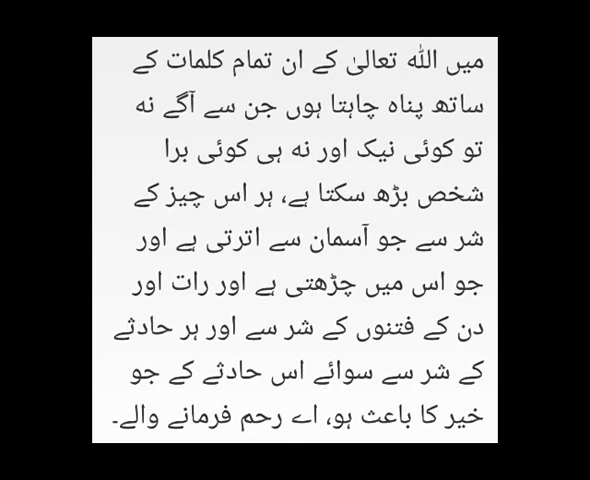 میں اللہ تعالیٰ کے ان تمام کلمات کے
ساتھ پناہ چاہتا ہوں جن سے آگے نہ
تو کوئی نیک اور نہ ہی کوئی برا
شخص بڑھ سکتا ہے، ہر اس چیز کے
شر سے جو آسمان سے اترتی ہے اور
جو اس میں چڑھتی ہے اور رات اور
دن کے فتنوں کے شر سے اور ہر حادثے
کے شر سے سوائے اس حادثے کے جو
خیر کا باعث ہو، اے رحم فرمانے والے۔